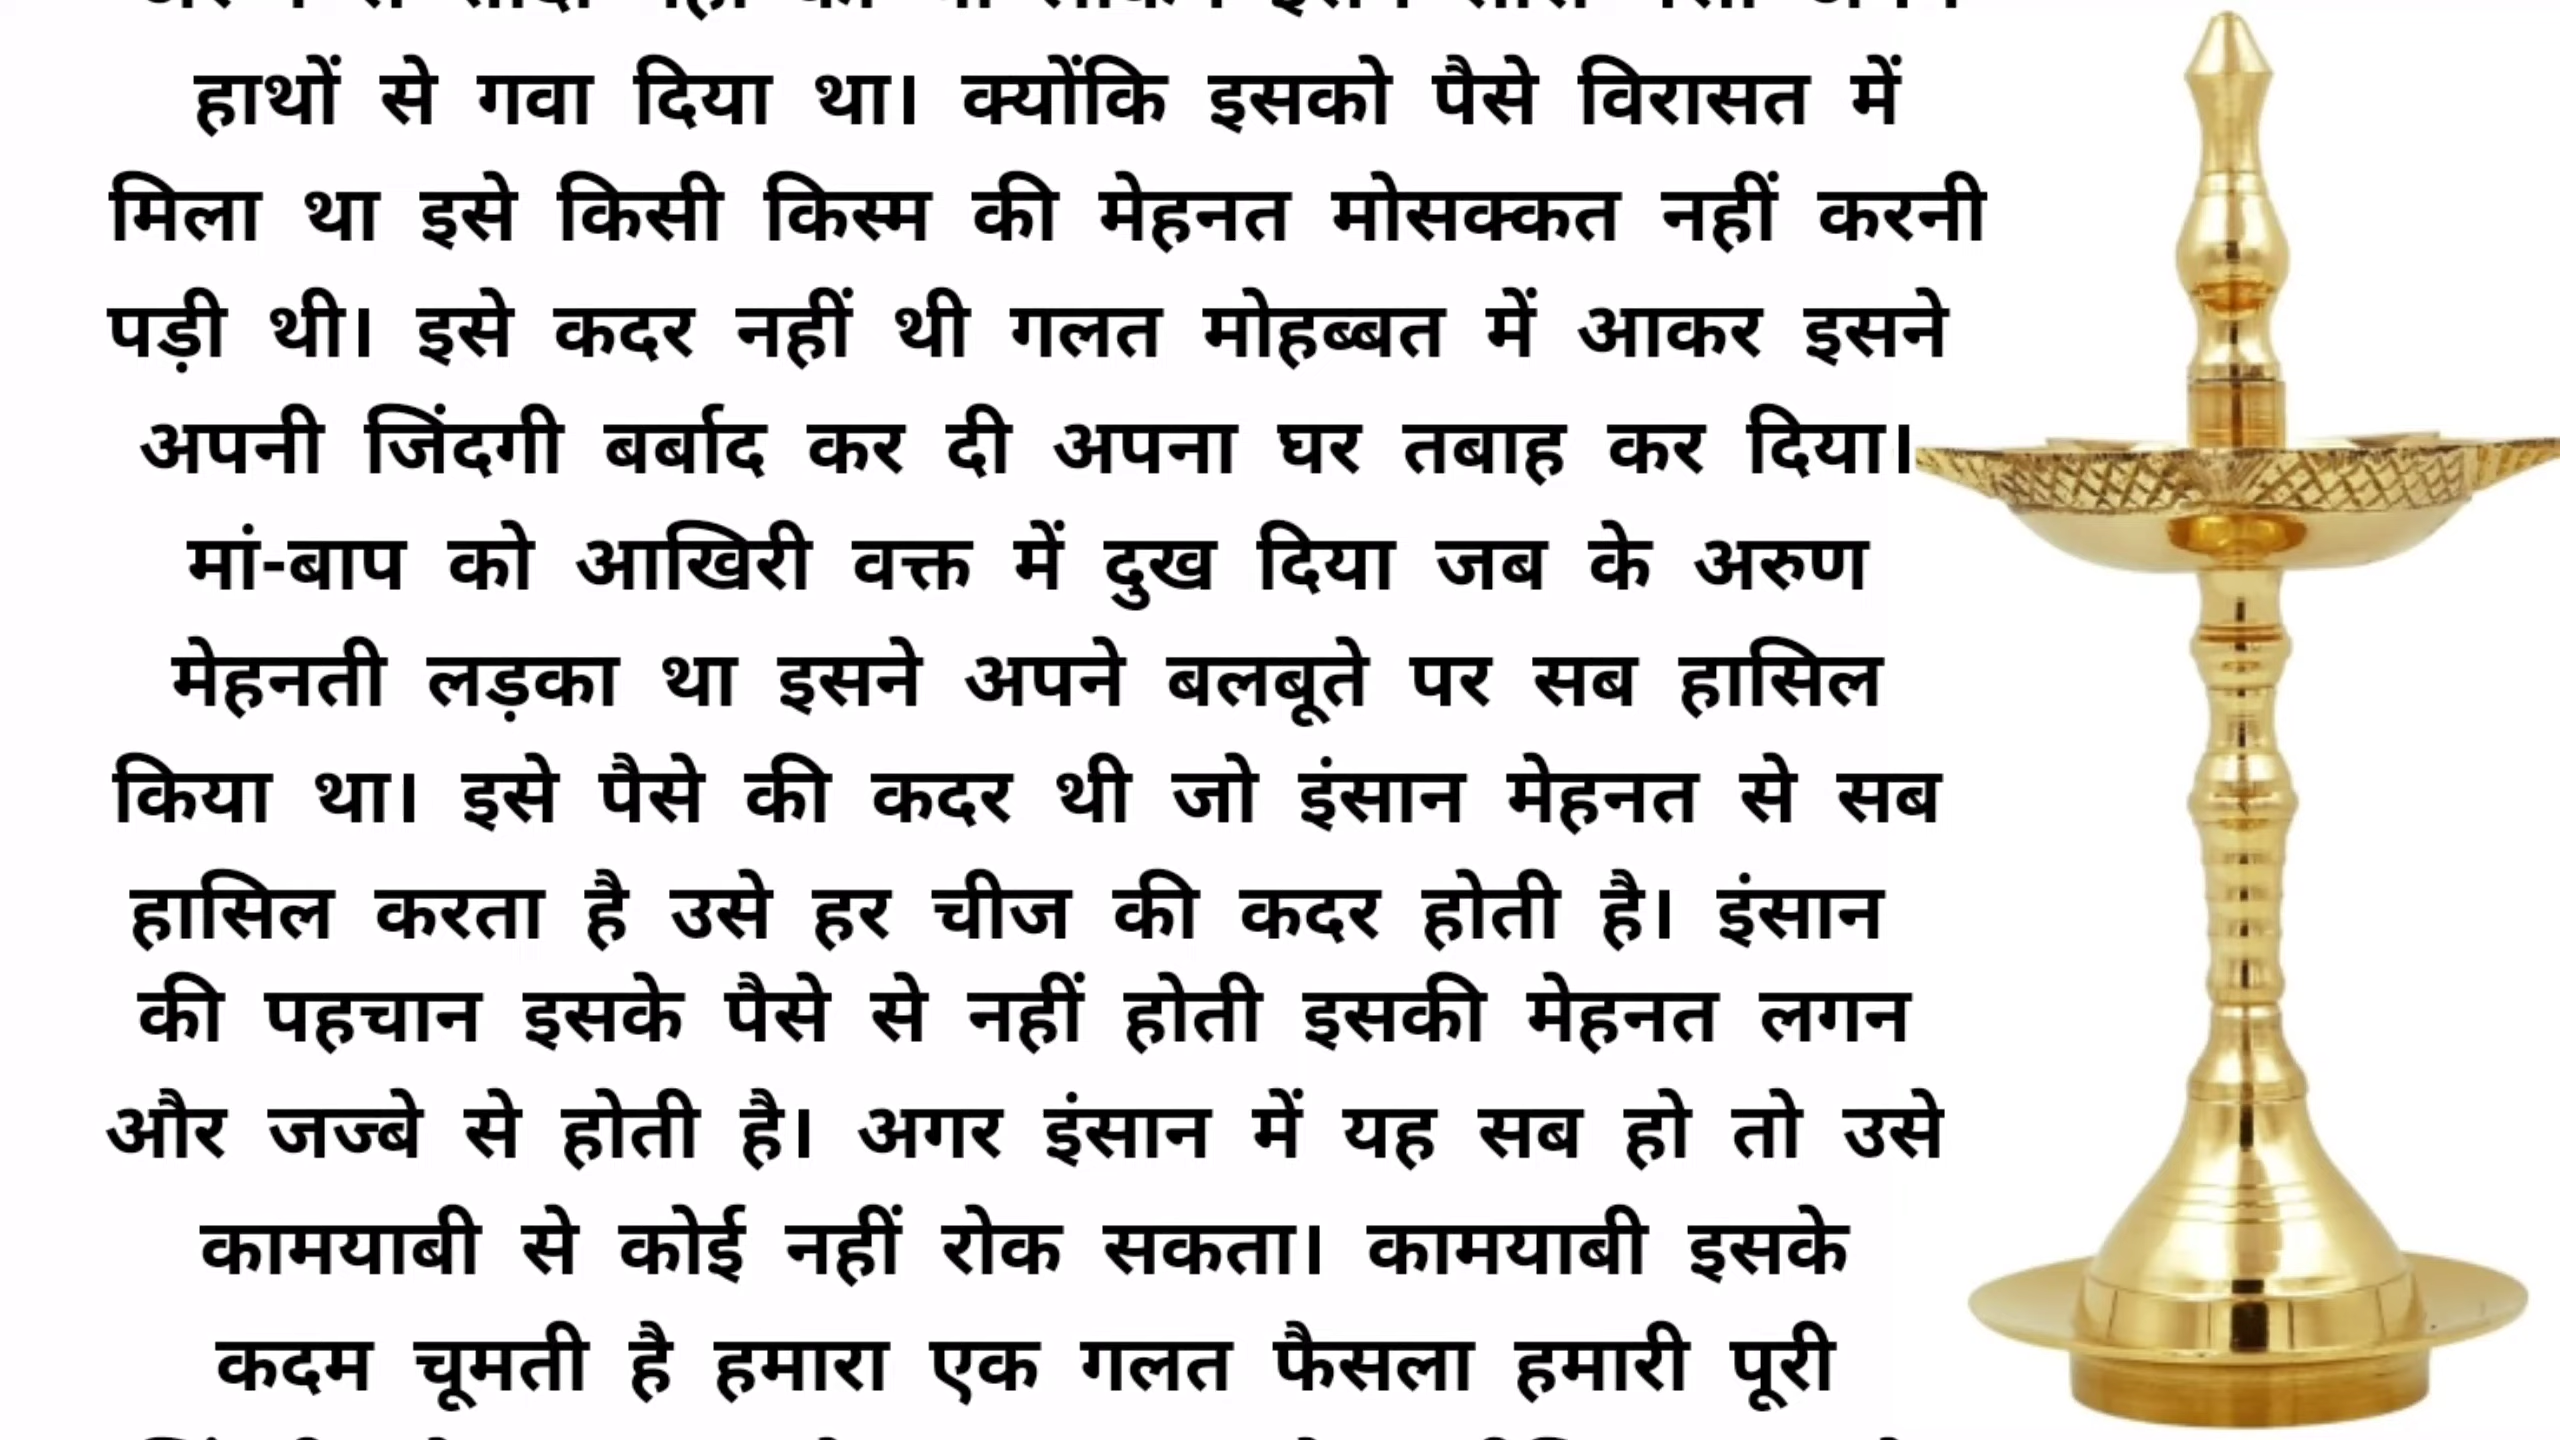 हाथों से गवा दिया था। क्योंकि इसको पैसे विरासत में
मिला था इसे किसी किस्म की मेहनत मोसक्कत नहीं करनी
पड़ी थी। इसे कदर नहीं थी गलत मोहब्बत में आकर इसने
अपनी जिंदगी बर्बाद कर दी अपना घर तबाह कर दिया।
मां-बाप को आखिरी वक्त में दुख दिया जब के अरुण
मेहनती लड़का था इसने अपने बलबूते पर सब हासिल
किया था। इसे पैसे की कदर थी जो इंसान मेहनत से सब
हासिल करता है उसे हर चीज की कदर होती है। इंसान
की पहचान इसके पैसे से नहीं होती इसकी मेहनत लगन
और जज्बे से होती है। अगर इंसान में यह सब हो तो उसे
कामयाबी से कोई नहीं रोक सकता। कामयाबी इसके
कदम चूमती है हमारा एक गलत फैसला हमारी पूरी